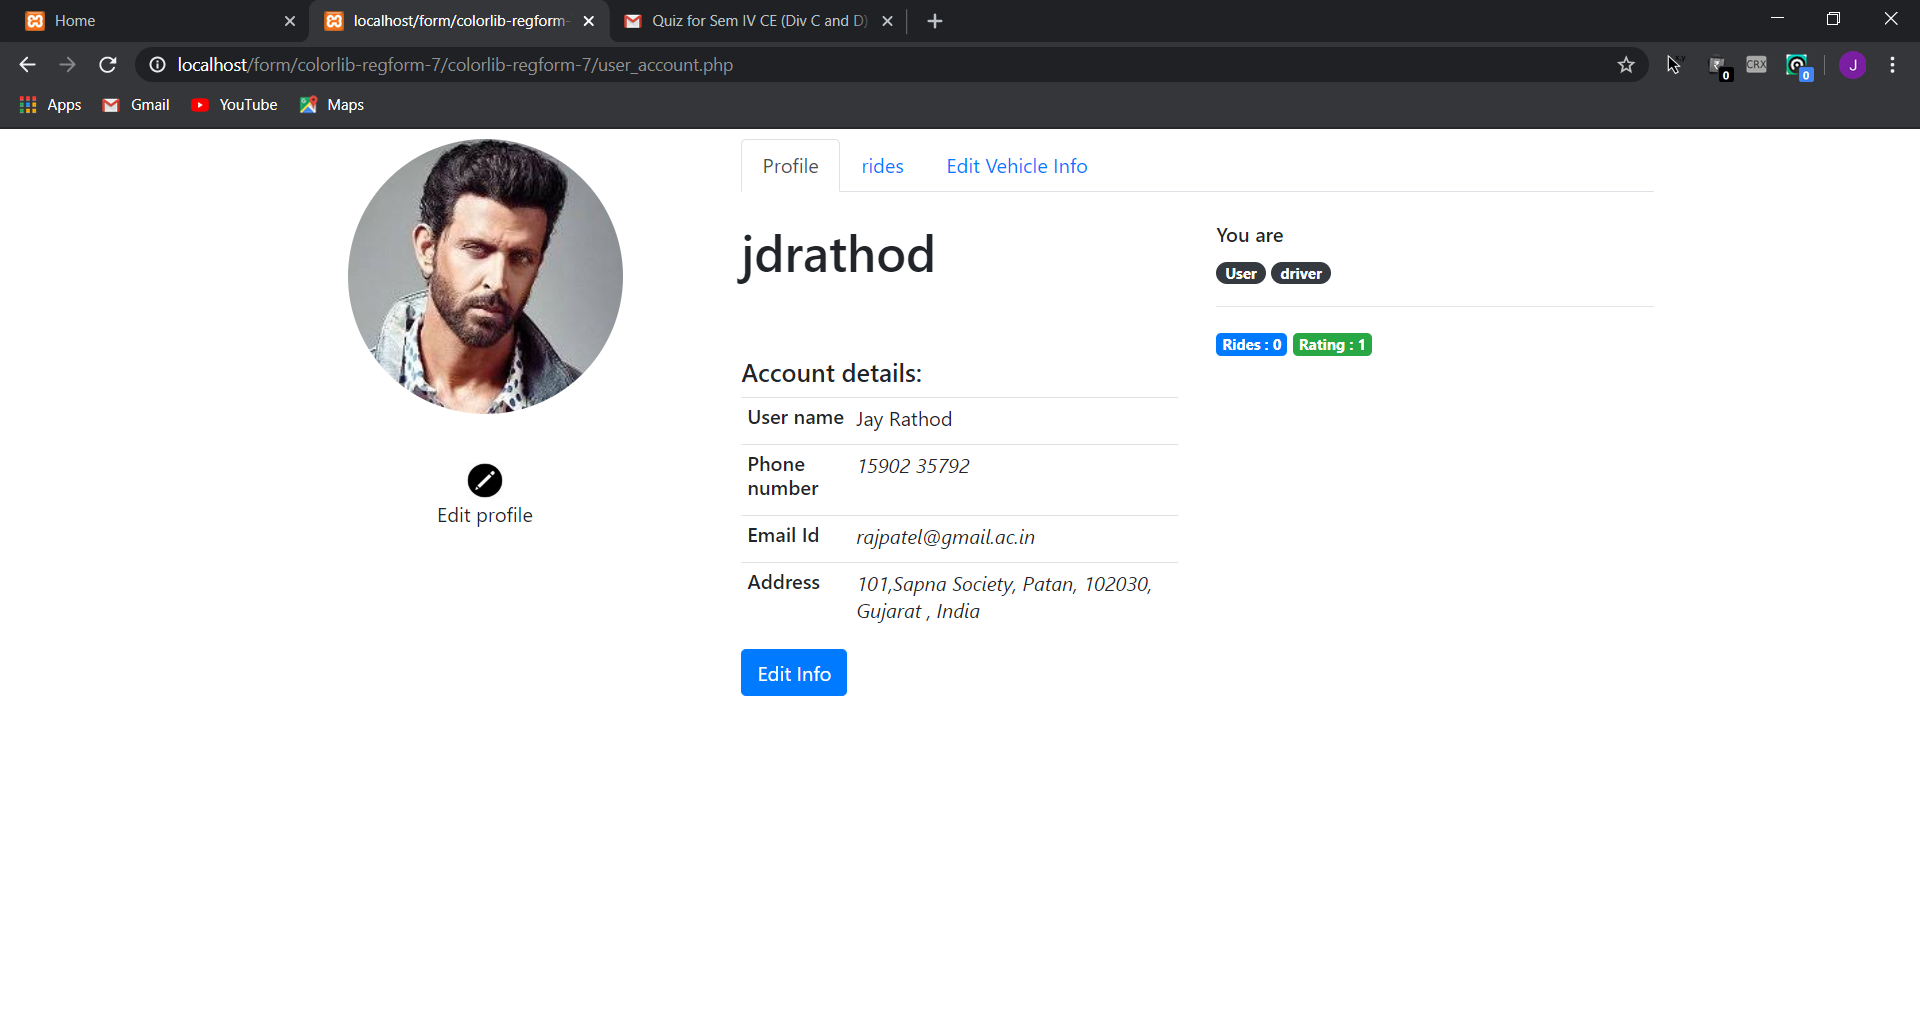 Home
localhost/form/colorlib-regform-
Quiz for Sem IV CE (Div C and D)
localhost/form/colorlib-regform-7/colorlib-regform-7/user_account.php
0
CRX
0
J
Apps
Gmail
YouTube
Maps
Profile
rides
Edit Vehicle Info
jdrathod
You are
User driver
Rides : 0 Rating : 1
Edit profile
Account details:
User name Jay Rathod
Phone
number
15902 35792
Email Id rajpatel@gmail.ac.in
Address
101,Sapna Society, Patan, 102030,
Gujarat , India
Edit Info